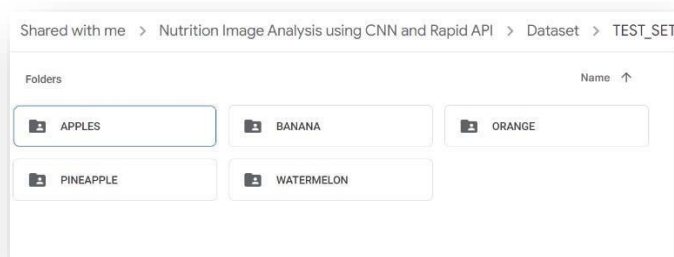 Shared with me > Nutrition Image Analysis using CNN and Rapid API > Dataset > TEST_SET
Folders Name ↑
APPLES BANANA ORANGE
PINEAPPLE WATERMELON